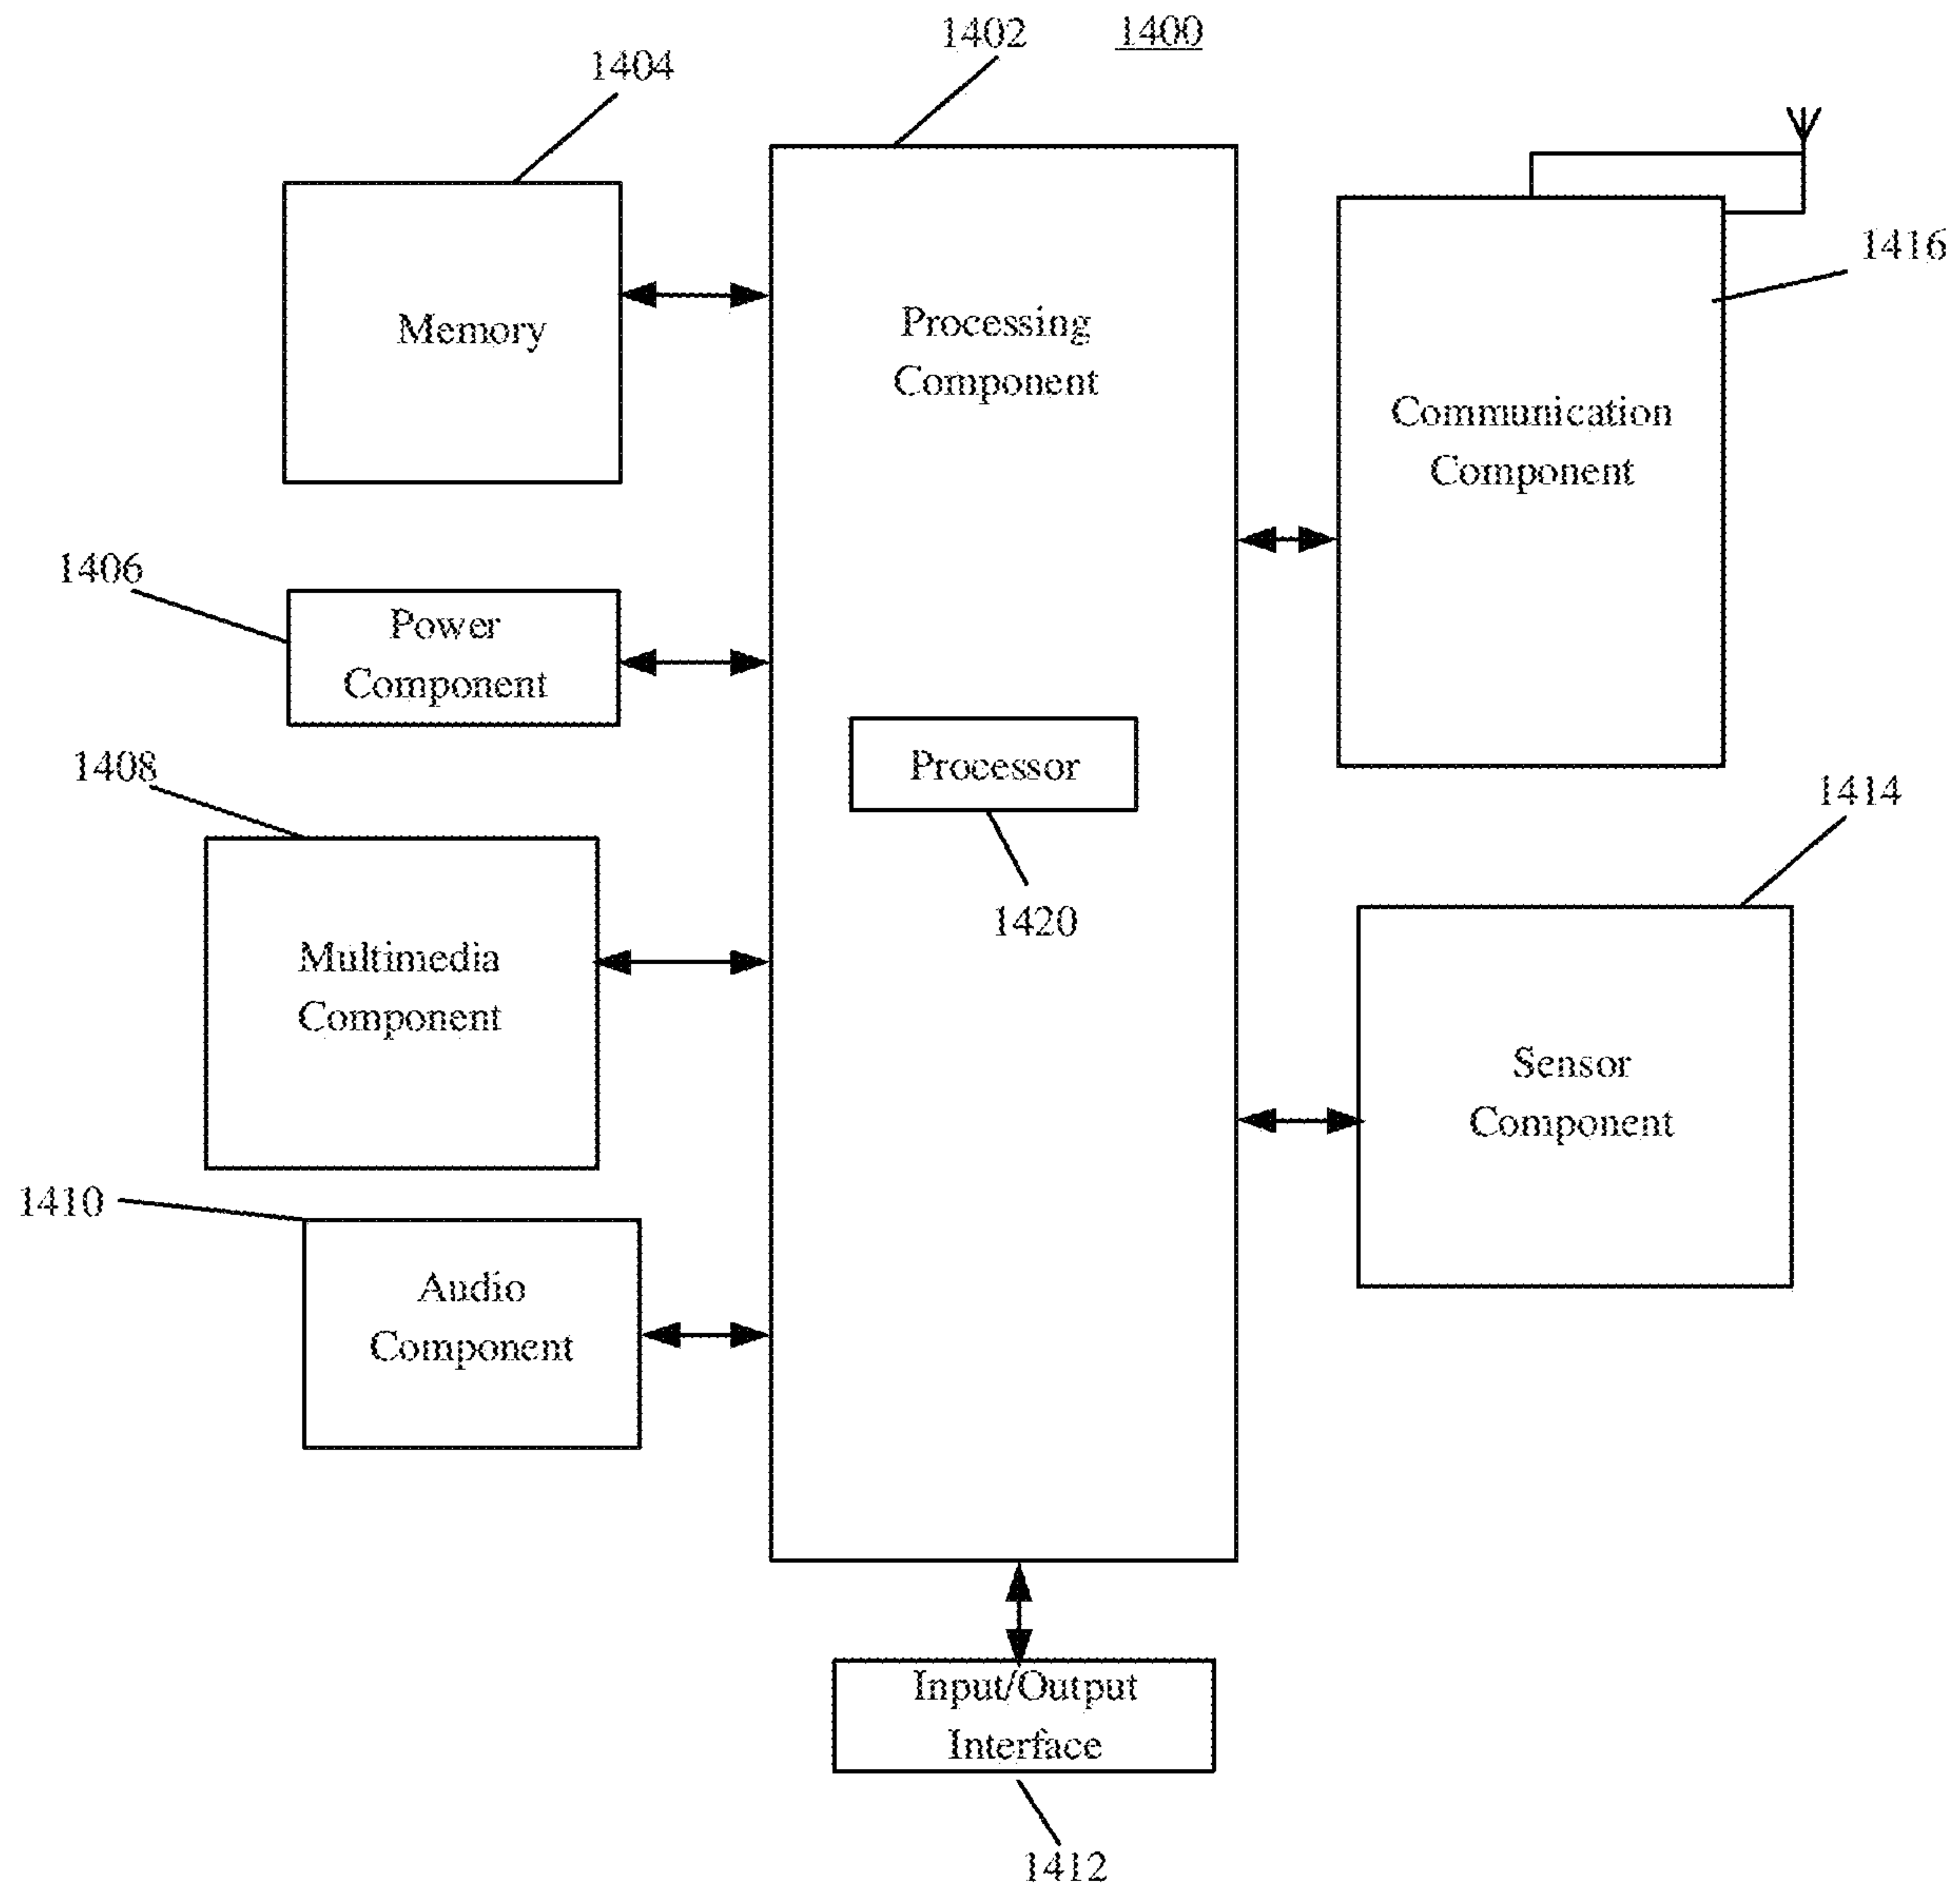 1402
1400
1404
1416
Memory
Processing
Component
Communication
Component
1406
Power
Component
Processor
1408
1414
1420
Multimedia
Component
Sensor
Component
1410
Audio
Component
Input/Output
Interface
1412